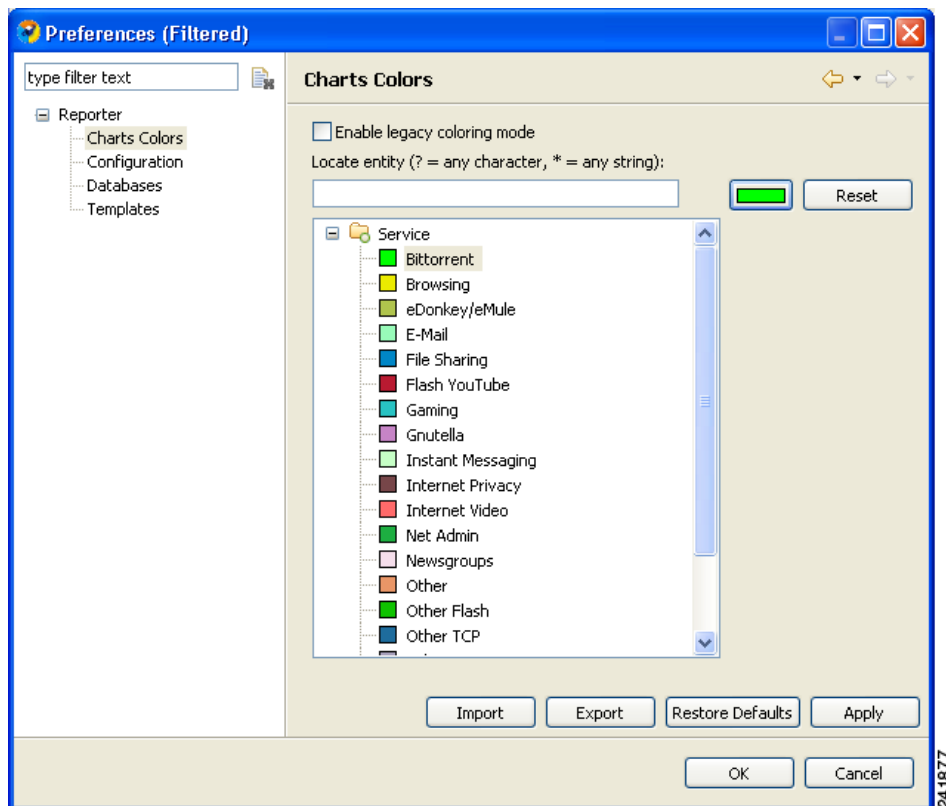 Preferences (Filtered)
type filter text
Reporter
Charts Colors
Configuration
Databases
Templates
Charts Colors
Enable legacy coloring mode
Locate entity (? = any character, * = any string):
Reset
Service
Bittorrent
Browsing
eDonkey/eMule
E-Mail
File Sharing
Flash YouTube
Gaming
Gnutella
Instant Messaging
Internet Privacy
Internet Video
Net Admin
Newsgroups
Other
Other Flash
Other TCP
Import
Export
Restore Defaults
Apply
OK
Cancel
241877